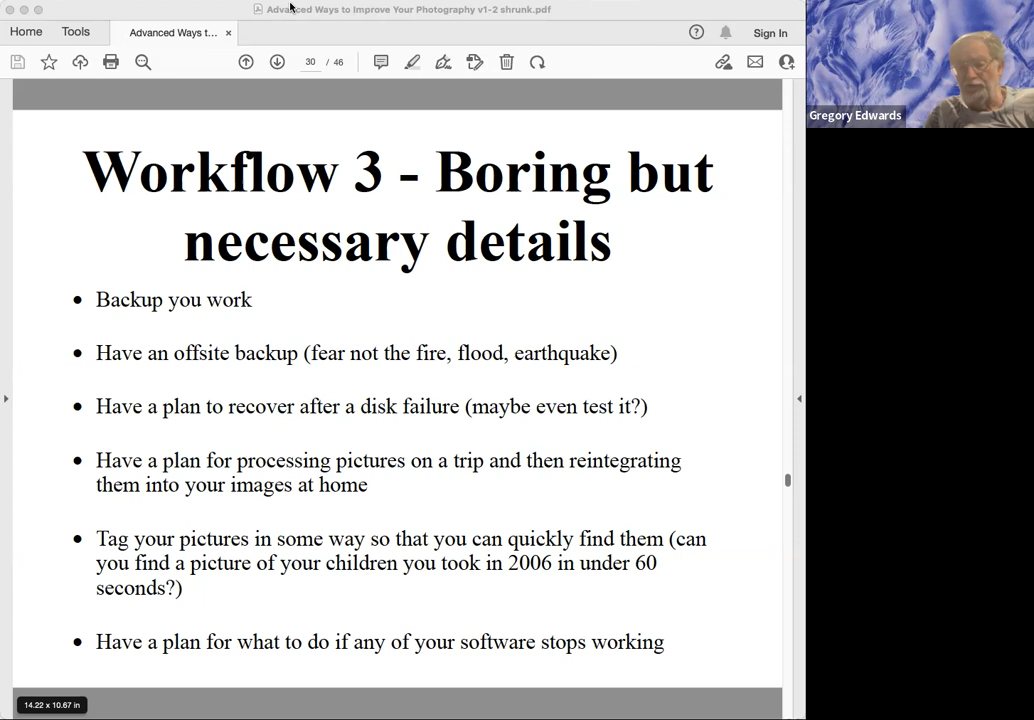 Advanced Ways to Improve Your Photography v1-2 shrunk.pdf
Home Tools Advanced Ways t... × Sign In
30 / 46
Gregory Edwards
Workflow 3 - Boring but
necessary details
• Backup you work
• Have an offsite backup (fear not the fire, flood, earthquake)
• Have a plan to recover after a disk failure (maybe even test it?)
• Have a plan for processing pictures on a trip and then reintegrating
them into your images at home
• Tag your pictures in some way so that you can quickly find them (can
you find a picture of your children you took in 2006 in under 60
seconds?)
• Have a plan for what to do if any of your software stops working
14.22 x 10.67 in